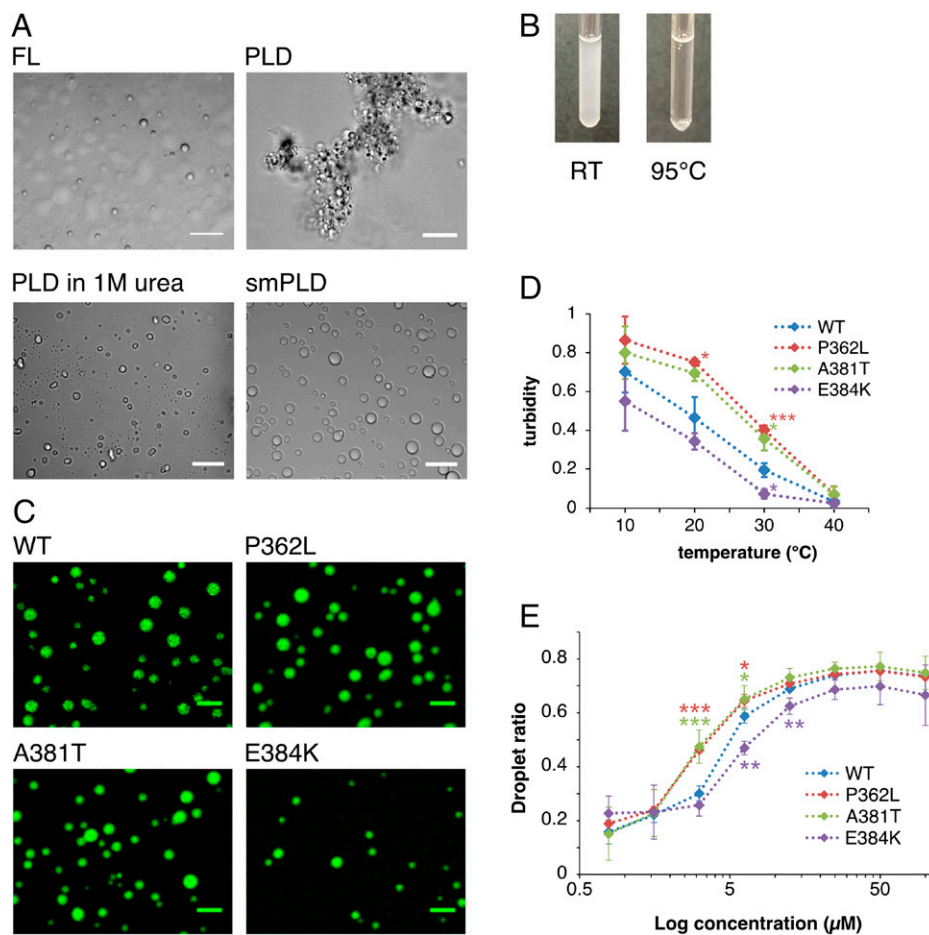 A
FL
PLD
PLD in 1M urea
smPLD
B
RT
95°C
C
WT
P362L
A381T
E384K
D
1
0.8
0.6
0.4
0.2
0
turbidity
10
20
30
40
temperature (°C)
WT
P362L
A381T
E384K
*
***
*
*
E
0.8
0.6
0.4
0.2
0
Droplet ratio
0.5
5
50
Log concentration (µM)
***
***
*
*
**
**
WT
P362L
A381T
E384K